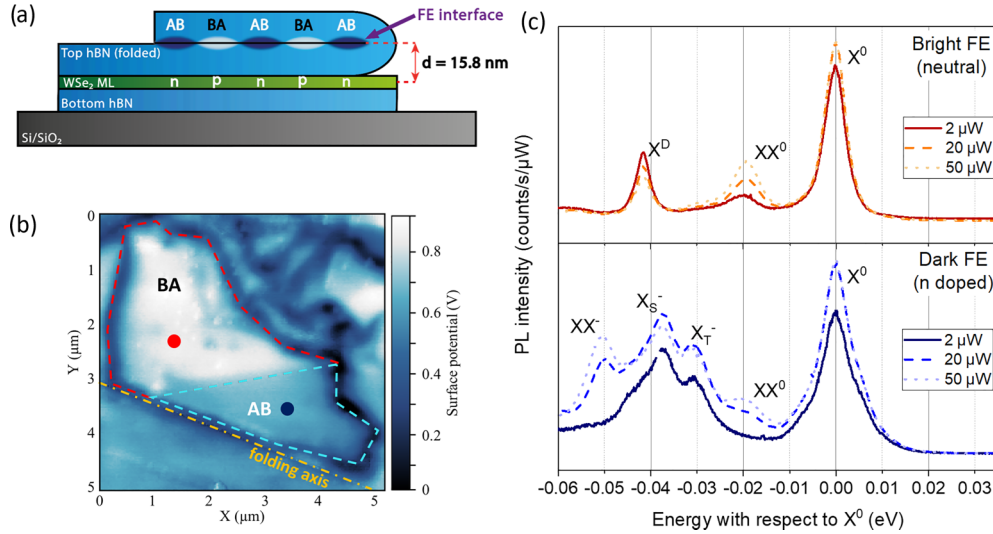 (a)
AB BA AB BA AB
FE interface
Top hBN (folded)
d = 15.8 nm
WSe₂ ML
n p n p n
Bottom hBN
Si/SiO₂
(b)
0
1
2
3
4
5
Y (μm)
BA
AB
folding axis
0 1 2 3 4 5
X (μm)
0.8
0.6
0.4
0.2
0
Surface potential (V)
(c)
PL intensity (counts/s/μW)
Bright FE
(neutral)
X⁰
Xᴰ
XX⁰
2 μW
20 μW
50 μW
Dark FE
(n doped)
X⁰
XX⁻
X_S⁻
X_T⁻
XX⁰
2 μW
20 μW
50 μW
-0.06 -0.05 -0.04 -0.03 -0.02 -0.01 0.00 0.01 0.02 0.03
Energy with respect to X⁰ (eV)